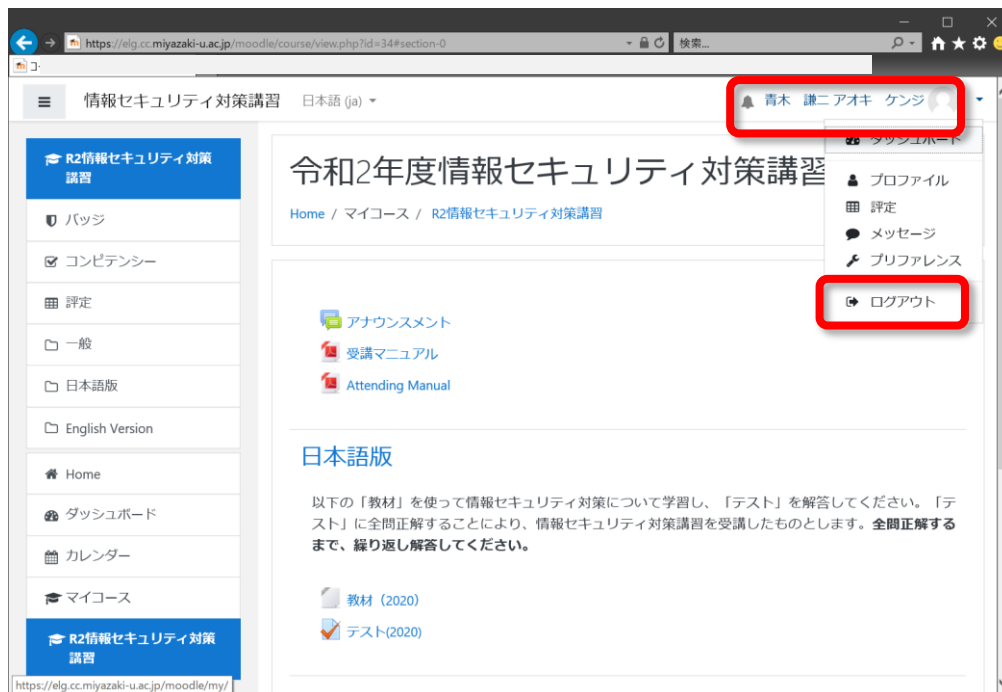 https://elg.cc.miyazaki-u.ac.jp/moodle/course/view.php?id=34#section-0
検索...
コ-
情報セキュリティ対策講習
日本語 (ja)
青木 謙二 アオキ ケンジ
ダッシュボード
プロファイル
評定
メッセージ
プリファレンス
ログアウト
R2情報セキュリティ対策
講習
バッジ
コンピテンシー
評定
一般
日本語版
English Version
Home
ダッシュボード
カレンダー
マイコース
R2情報セキュリティ対策
講習
令和2年度情報セキュリティ対策講習
Home / マイコース / R2情報セキュリティ対策講習
アナウンスメント
受講マニュアル
Attending Manual
日本語版
以下の「教材」を使って情報セキュリティ対策について学習し、「テスト」を解答してください。「テ
スト」に全問正解することにより、情報セキュリティ対策講習を受講したものとします。全問正解する
まで、繰り返し解答してください。
教材（2020）
テスト(2020)
https://elg.cc.miyazaki-u.ac.jp/moodle/my/